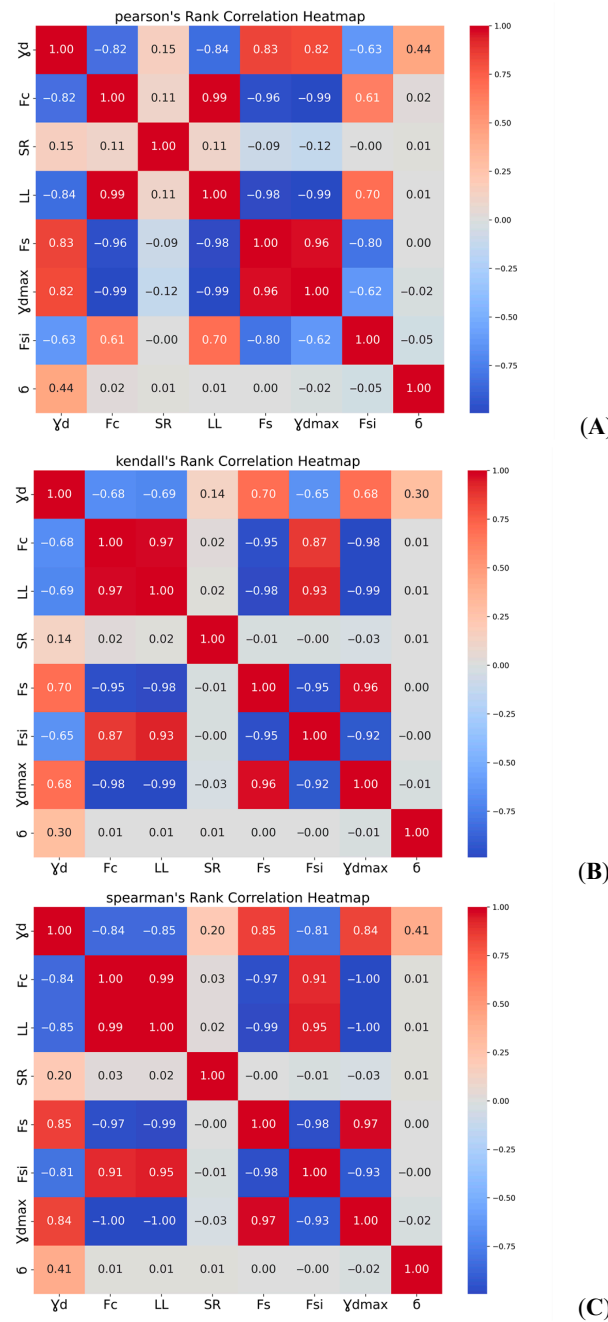 pearson's Rank Correlation Heatmap
Ɣd 1.00 −0.82 0.15 −0.84 0.83 0.82 −0.63 0.44
Fc −0.82 1.00 0.11 0.99 −0.96 −0.99 0.61 0.02
SR 0.15 0.11 1.00 0.11 −0.09 −0.12 −0.00 0.01
LL −0.84 0.99 0.11 1.00 −0.98 −0.99 0.70 0.01
Fs 0.83 −0.96 −0.09 −0.98 1.00 0.96 −0.80 0.00
Ɣdmax 0.82 −0.99 −0.12 −0.99 0.96 1.00 −0.62 −0.02
Fsi −0.63 0.61 −0.00 0.70 −0.80 −0.62 1.00 −0.05
б 0.44 0.02 0.01 0.01 0.00 −0.02 −0.05 1.00
Ɣd Fc SR LL Fs Ɣdmax Fsi б
1.00
0.75
0.50
0.25
0.00
−0.25
−0.50
−0.75
(A)
kendall's Rank Correlation Heatmap
Ɣd 1.00 −0.68 −0.69 0.14 0.70 −0.65 0.68 0.30
Fc −0.68 1.00 0.97 0.02 −0.95 0.87 −0.98 0.01
LL −0.69 0.97 1.00 0.02 −0.98 0.93 −0.99 0.01
SR 0.14 0.02 0.02 1.00 −0.01 −0.00 −0.03 0.01
Fs 0.70 −0.95 −0.98 −0.01 1.00 −0.95 0.96 0.00
Fsi −0.65 0.87 0.93 −0.00 −0.95 1.00 −0.92 −0.00
Ɣdmax 0.68 −0.98 −0.99 −0.03 0.96 −0.92 1.00 −0.01
б 0.30 0.01 0.01 0.01 0.00 −0.00 −0.01 1.00
Ɣd Fc LL SR Fs Fsi Ɣdmax б
1.00
0.75
0.50
0.25
0.00
−0.25
−0.50
−0.75
(B)
spearman's Rank Correlation Heatmap
Ɣd 1.00 −0.84 −0.85 0.20 0.85 −0.81 0.84 0.41
Fc −0.84 1.00 0.99 0.03 −0.97 0.91 −1.00 0.01
LL −0.85 0.99 1.00 0.02 −0.99 0.95 −1.00 0.01
SR 0.20 0.03 0.02 1.00 −0.00 −0.01 −0.03 0.01
Fs 0.85 −0.97 −0.99 −0.00 1.00 −0.98 0.97 0.00
Fsi −0.81 0.91 0.95 −0.01 −0.98 1.00 −0.93 −0.00
Ɣdmax 0.84 −1.00 −1.00 −0.03 0.97 −0.93 1.00 −0.02
б 0.41 0.01 0.01 0.01 0.00 −0.00 −0.02 1.00
Ɣd Fc LL SR Fs Fsi Ɣdmax б
1.00
0.75
0.50
0.25
0.00
−0.25
−0.50
−0.75
(C)